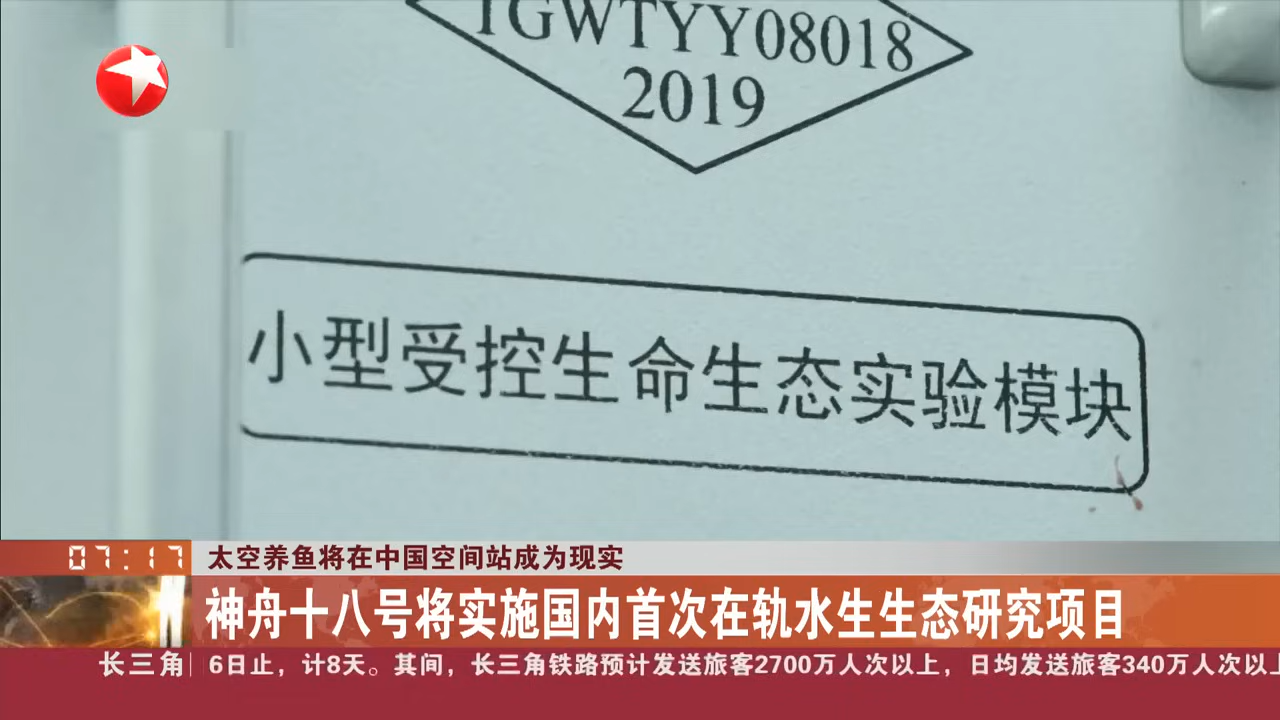 TGWTYY08018
2019
小型受控生命生态实验模块
07:17
太空养鱼将在中国空间站成为现实
神舟十八号将实施国内首次在轨水生生态研究项目
长三角
6日止，计8天。其间，长三角铁路预计发送旅客2700万人次以上，日均发送旅客340万人次以上